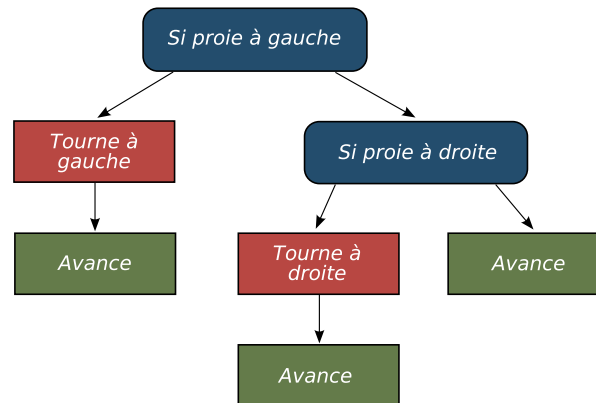 Si proie à gauche
Tourne à
gauche
Si proie à droite
Avance
Tourne à
droite
Avance
Avance